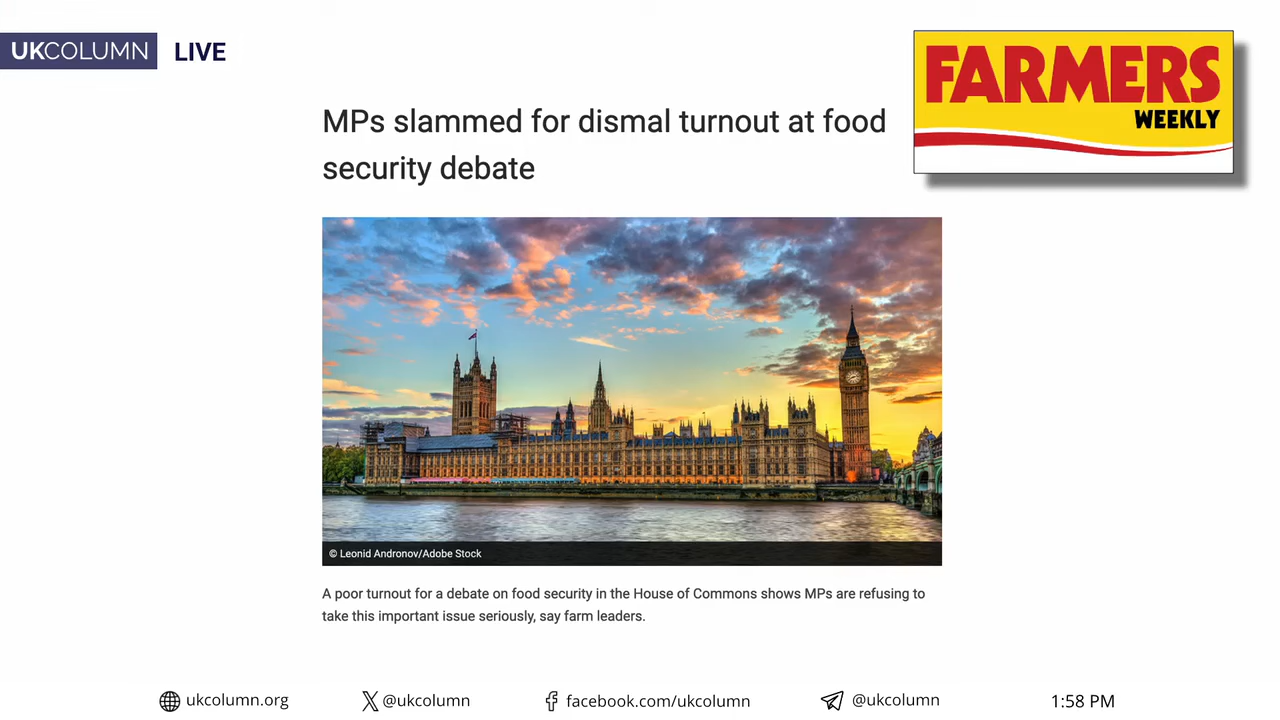 UKCOLUMN LIVE
FARMERS
WEEKLY
MPs slammed for dismal turnout at food
security debate
© Leonid Andronov/Adobe Stock
A poor turnout for a debate on food security in the House of Commons shows MPs are refusing to
take this important issue seriously, say farm leaders.
ukcolumn.org @ukcolumn facebook.com/ukcolumn @ukcolumn 1:58 PM